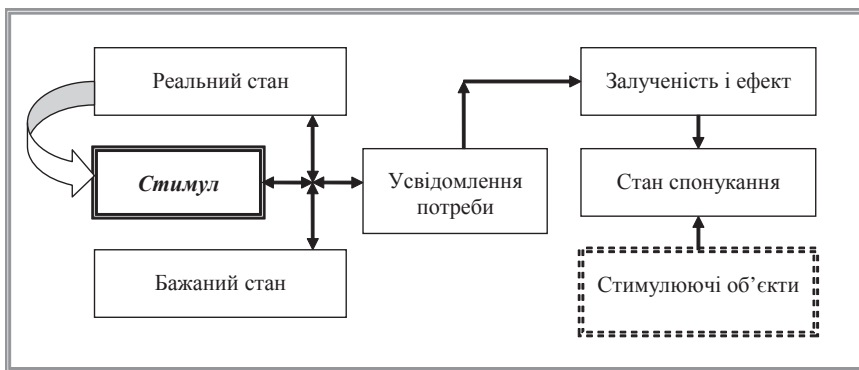 Реальний стан
Стимул
Бажаний стан
Усвідомлення
потреби
Залученість і ефект
Стан спонукання
Стимулюючі об’єкти